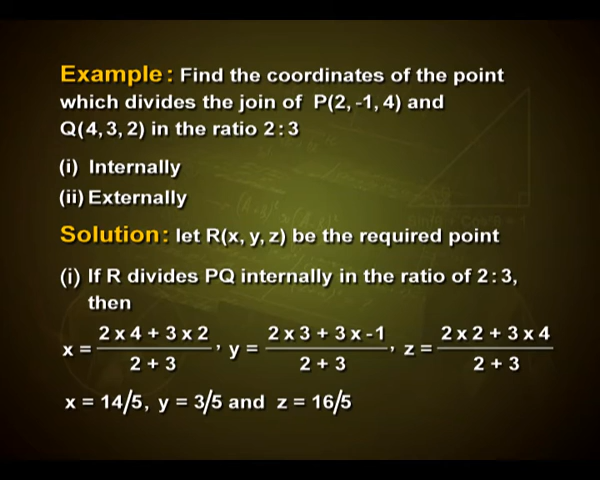 Example: Find the coordinates of the point
which divides the join of P(2, -1, 4) and
Q(4, 3, 2) in the ratio 2:3
(i) Internally
(ii) Externally
Solution: let R(x, y, z) be the required point
(i) If R divides PQ internally in the ratio of 2:3,
then
x = 2 x 4 + 3 x 2 / 2 + 3, y = 2 x 3 + 3 x -1 / 2 + 3, z = 2 x 2 + 3 x 4 / 2 + 3
x = 14/5, y = 3/5 and z = 16/5